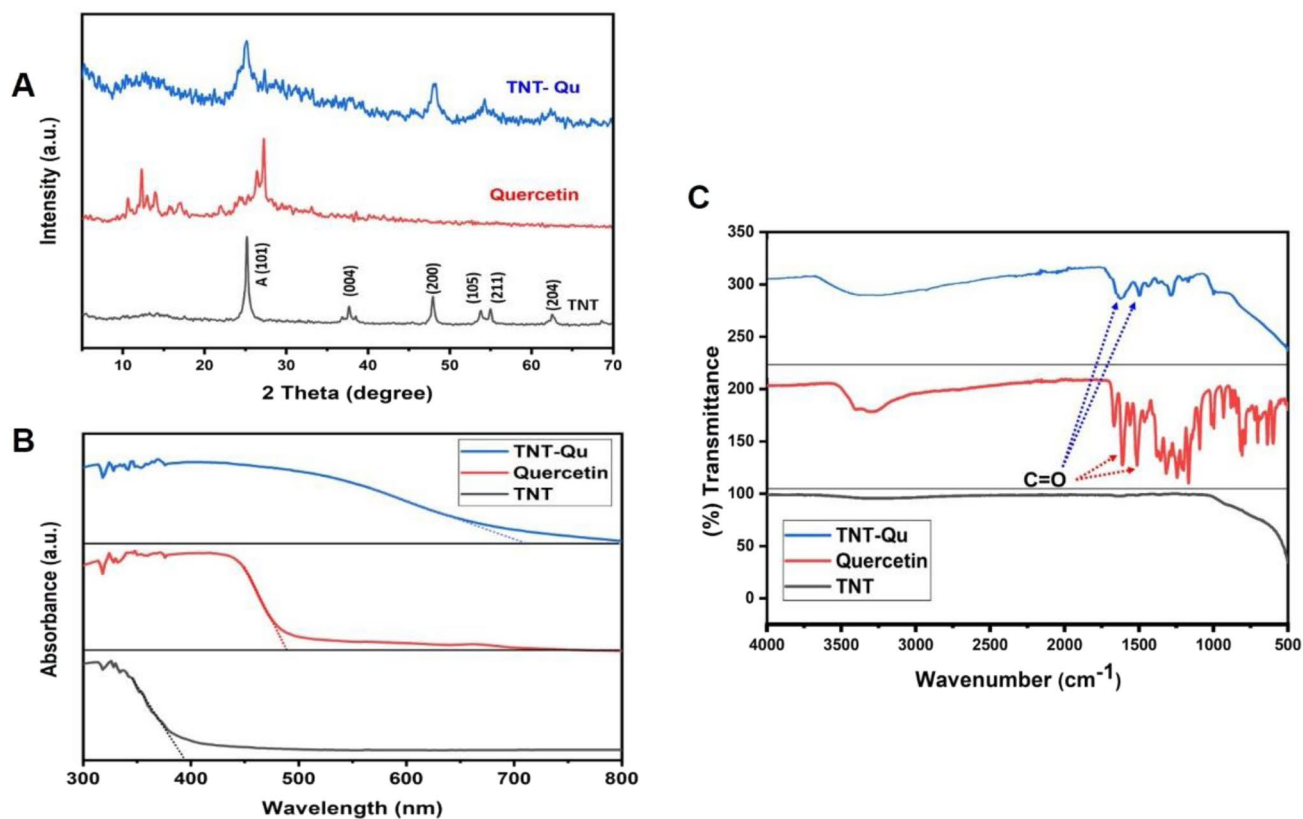 A
Intensity (a.u.)
TNT- Qu
Quercetin
A (101)
(004)
(200)
(105)
(211)
(204)
TNT
10 20 30 40 50 60 70
2 Theta (degree)
B
Absorbance (a.u.)
TNT-Qu
Quercetin
TNT
300 400 500 600 700 800
Wavelength (nm)
C
(%) Transmittance
350
300
250
200
150
100
50
0
C=O
TNT-Qu
Quercetin
TNT
4000 3500 3000 2500 2000 1500 1000 500
Wavenumber (cm⁻¹)